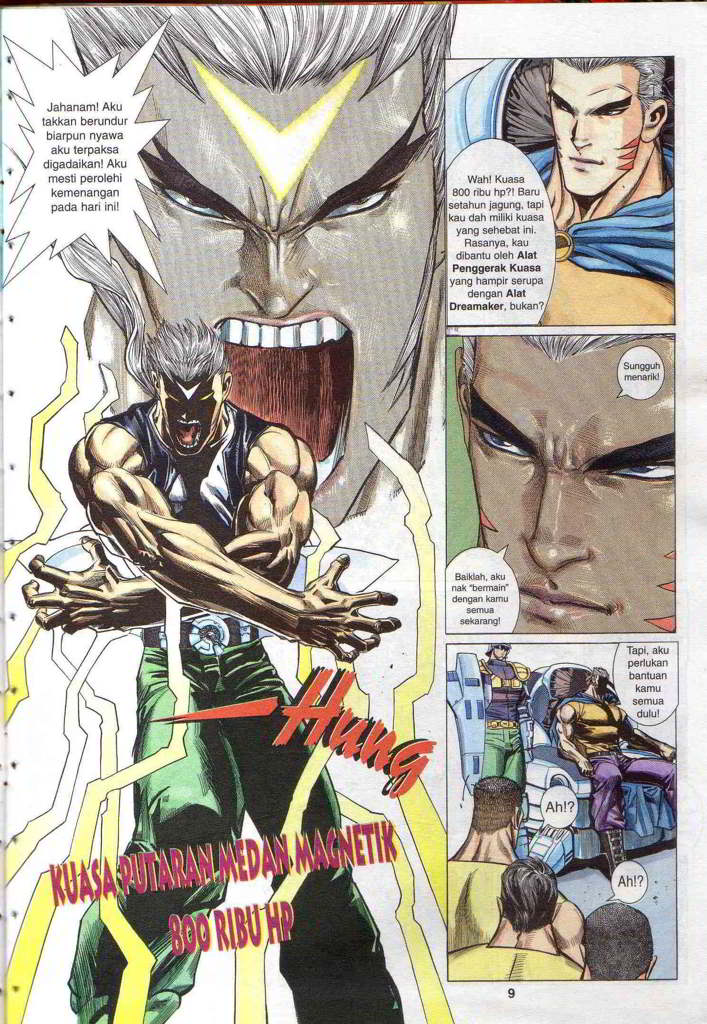 Jahanam! Aku
takkan berundur
biarpun nyawa
aku terpaksa
digadaikan! Aku
mesti perolehi
kemenangan
pada hari ini!
Wah! Kuasa
800 ribu hp?! Baru
setahun jagung, tapi
kau dah miliki kuasa
yang sehebat ini.
Rasanya, kau
dibantu oleh Alat
Penggerak Kuasa
yang hampir serupa
dengan Alat
Dreamaker, bukan?
Sungguh
menarik!
Baiklah, aku
nak "bermain"
dengan kamu
semua
sekarang!
Hung
KUASA PUTARAN MEDAN MAGNETIK
800 RIBU HP
Tapi, aku
perlukan
bantuan
kamu
semua
dulu!
Ah!?
Ah!?
9